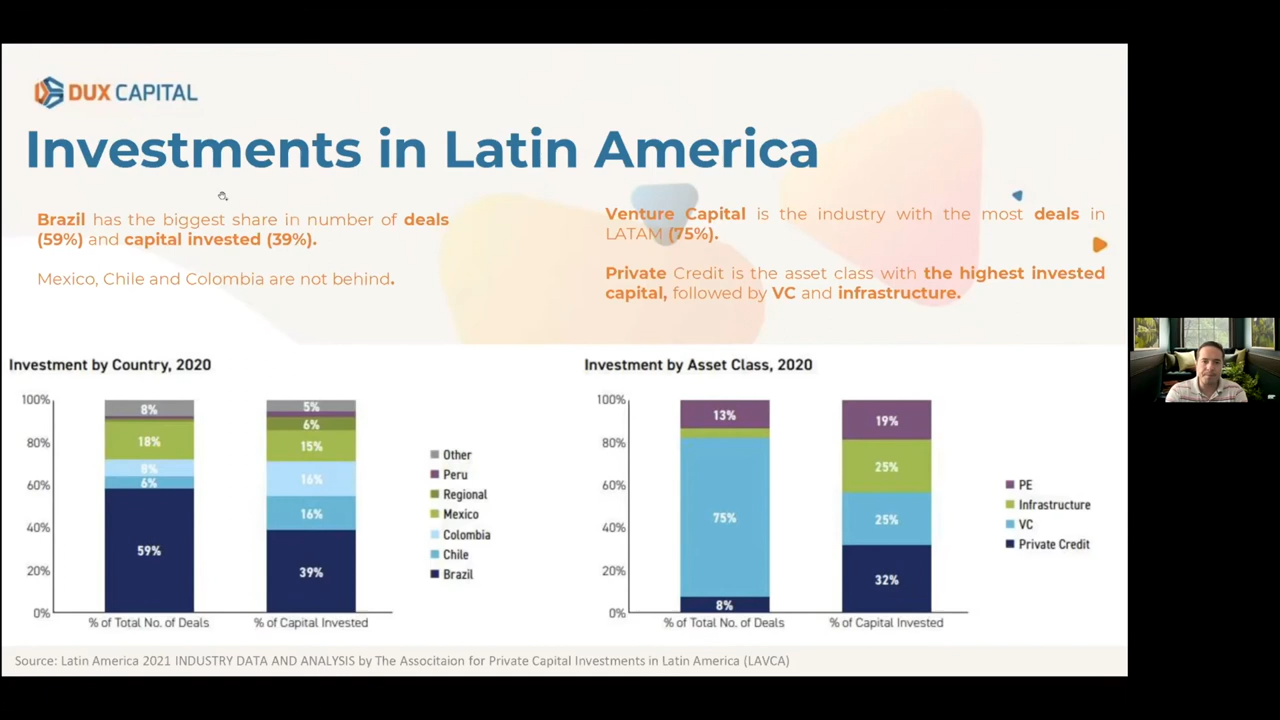 DUX CAPITAL
Investments in Latin America
Brazil has the biggest share in number of deals
(59%) and capital invested (39%).
Mexico, Chile and Colombia are not behind.
Venture Capital is the industry with the most deals in
LATAM (75%).
Private Credit is the asset class with the highest invested
capital, followed by VC and infrastructure.
Investment by Country, 2020
100%
80%
60%
40%
20%
0%
8%
18%
8%
6%
59%
5%
6%
15%
16%
16%
39%
% of Total No. of Deals
% of Capital Invested
Other
Peru
Regional
Mexico
Colombia
Chile
Brazil
Investment by Asset Class, 2020
100%
80%
60%
40%
20%
0%
13%
75%
8%
19%
25%
25%
32%
% of Total No. of Deals
% of Capital Invested
PE
Infrastructure
VC
Private Credit
Source: Latin America 2021 INDUSTRY DATA AND ANALYSIS by The Associtaion for Private Capital Investments in Latin America (LAVCA)